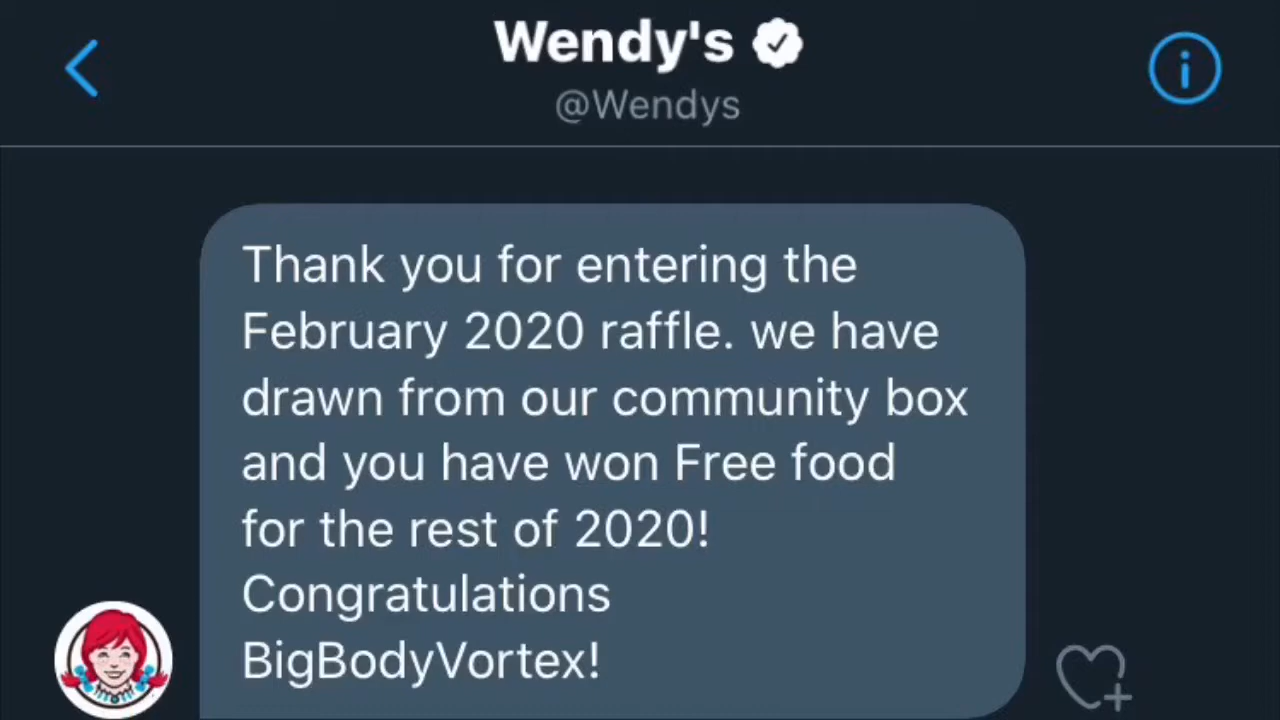 Wendy's
@Wendys
Thank you for entering the
February 2020 raffle. we have
drawn from our community box
and you have won Free food
for the rest of 2020!
Congratulations
BigBodyVortex!